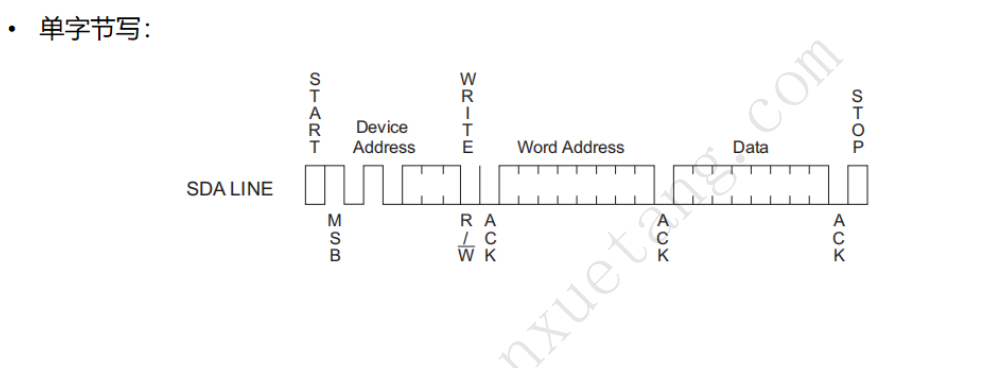 • 单字节写：
START
WRITE
STOP
Device
Address
Word Address
Data
SDA LINE
MSB
R/W
ACK
ACK
ACK
nxuetang.com